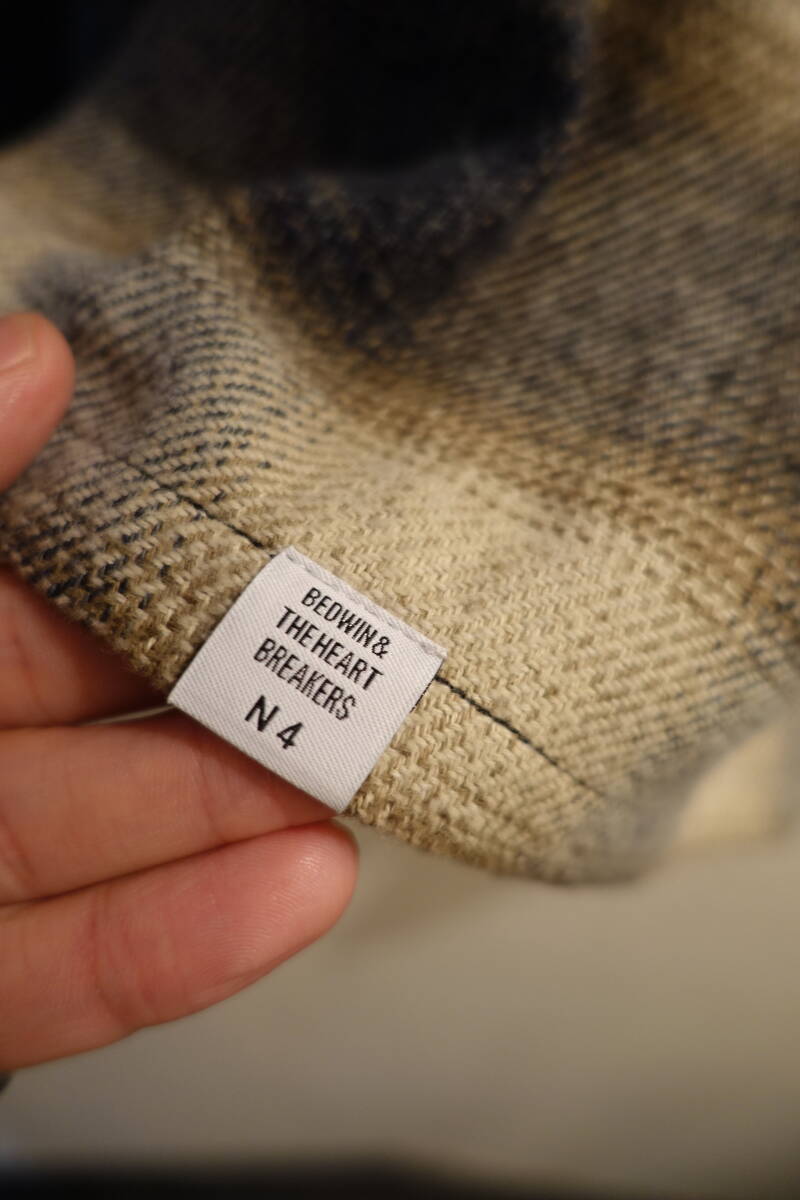 BEDWIN&
THE HEART
BREAKERS
N 4